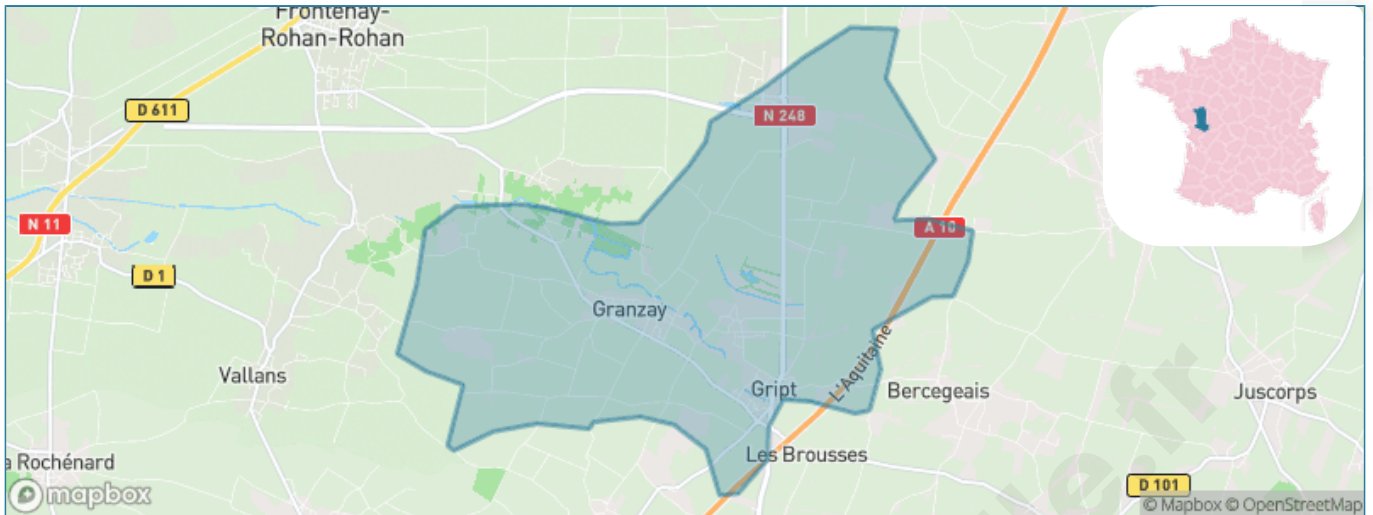 Frontenay-
Rohan-Rohan
D 611
N 248
N 11
A 10
D 1
Granzay
L'Aquitaine
Vallans
Gript
Bercegeais
Juscorps
Les Brousses
a Rochénard
D 101
mapbox
© Mapbox © OpenStreetMap